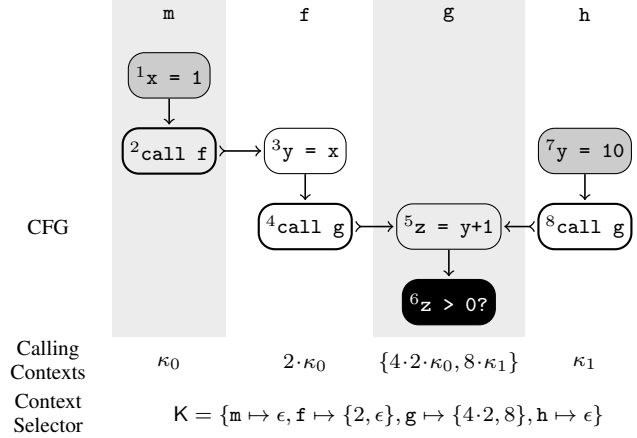 m f g h
¹x = 1
²call f ³y = x ⁷y = 10
CFG ⁴call g ⁵z = y+1 ⁸call g
⁶z > 0?
Calling
Contexts κ₀ 2·κ₀ {4·2·κ₀, 8·κ₁} κ₁
Context
Selector K = {m ↦ ϵ, f ↦ {2, ϵ}, g ↦ {4·2, 8}, h ↦ ϵ}